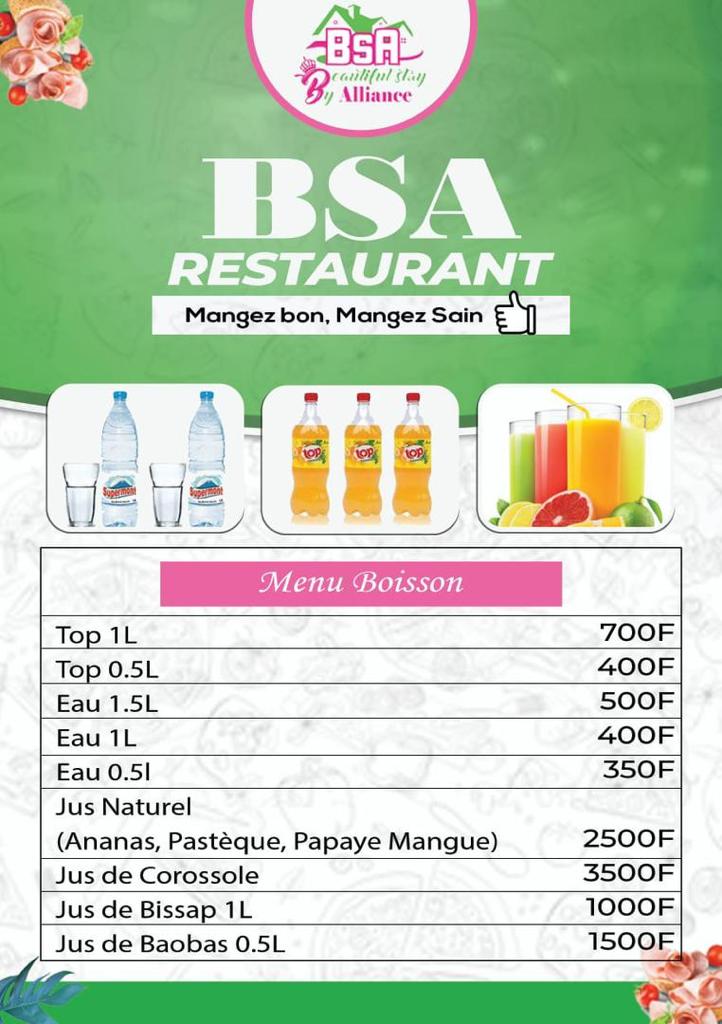 BSA
Beautiful stay
By Alliance
BSA
RESTAURANT
Mangez bon, Mangez Sain
Supermont Supermont
top top top
Menu Boisson
Top 1L 700F
Top 0.5L 400F
Eau 1.5L 500F
Eau 1L 400F
Eau 0.5l 350F
Jus Naturel
(Ananas, Pastèque, Papaye Mangue) 2500F
Jus de Corossole 3500F
Jus de Bissap 1L 1000F
Jus de Baobas 0.5L 1500F